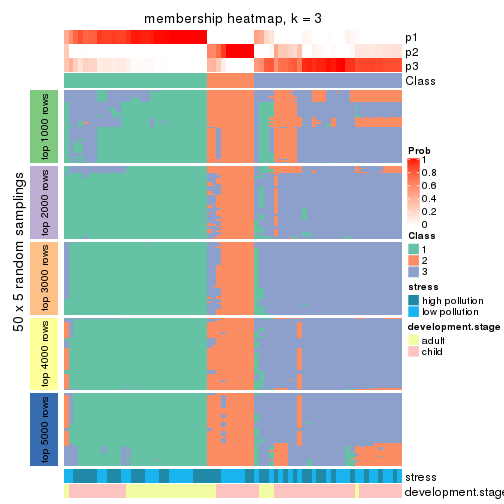 membership heatmap, k = 3
p1
p2
p3
Class
50 x 5 random samplings
top 1000 rows
top 2000 rows
top 3000 rows
top 4000 rows
top 5000 rows
stress
development.stage
Prob
1
0.8
0.6
0.4
0.2
0
Class
1
2
3
stress
high pollution
low pollution
development.stage
adult
child